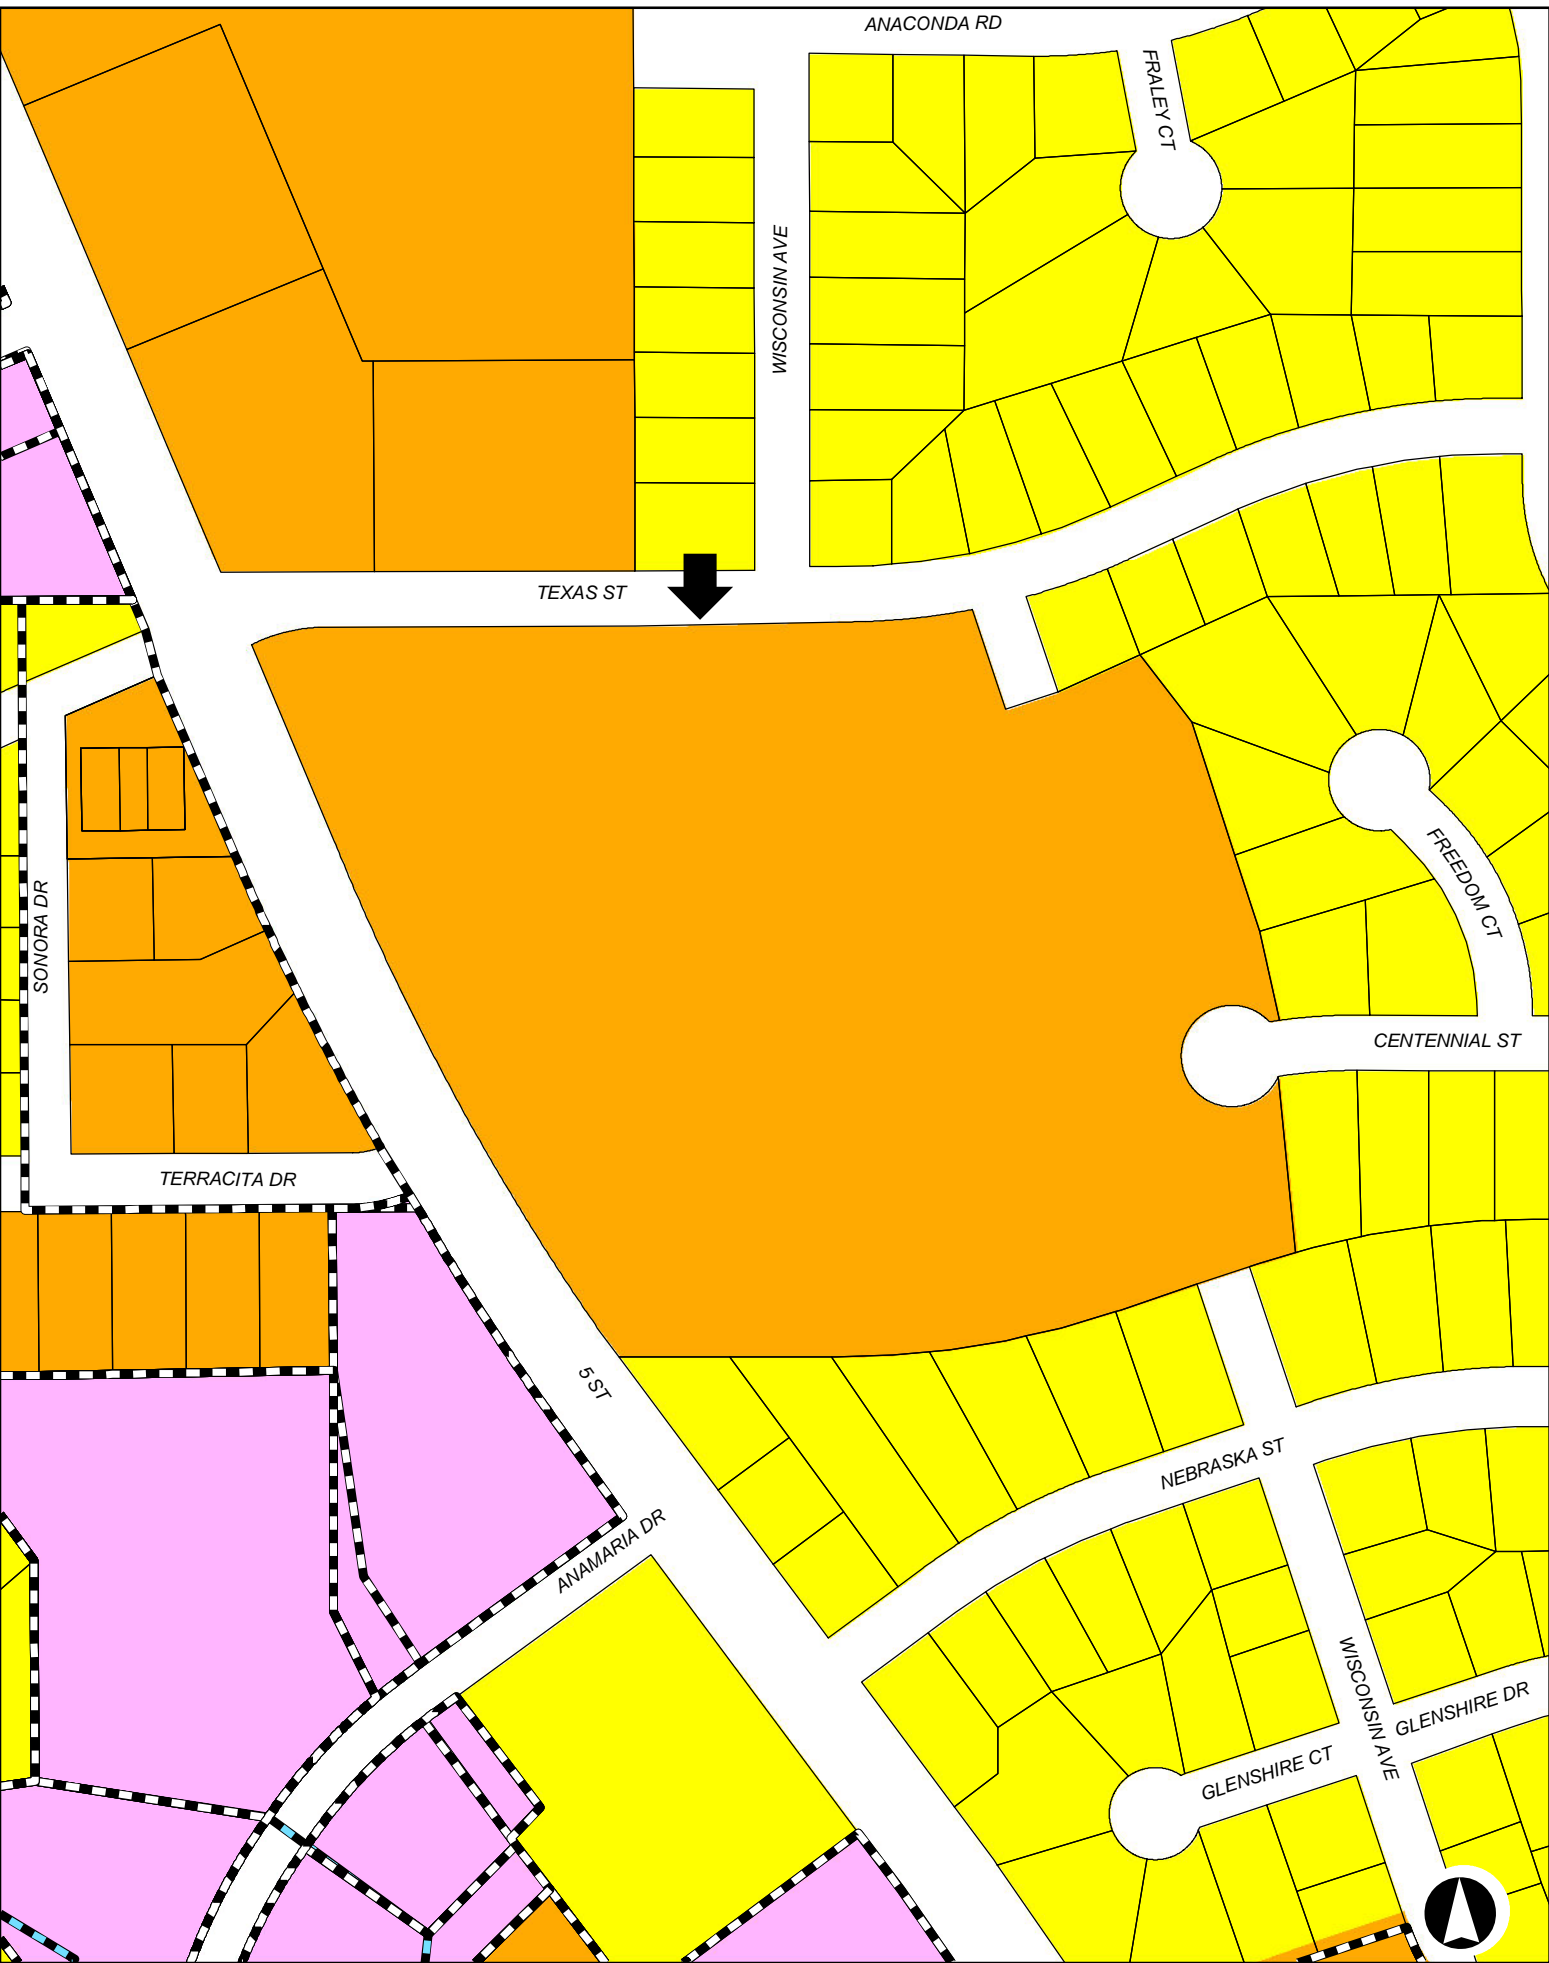 ANACONDA RD
FRALEY CT
WISCONSIN AVE
TEXAS ST
FREEDOM CT
SONORA DR
CENTENNIAL ST
TERRACITA DR
5 ST
NEBRASKA ST
ANAMARIA DR
WISCONSIN AVE
GLENSHIRE DR
GLENSHIRE CT